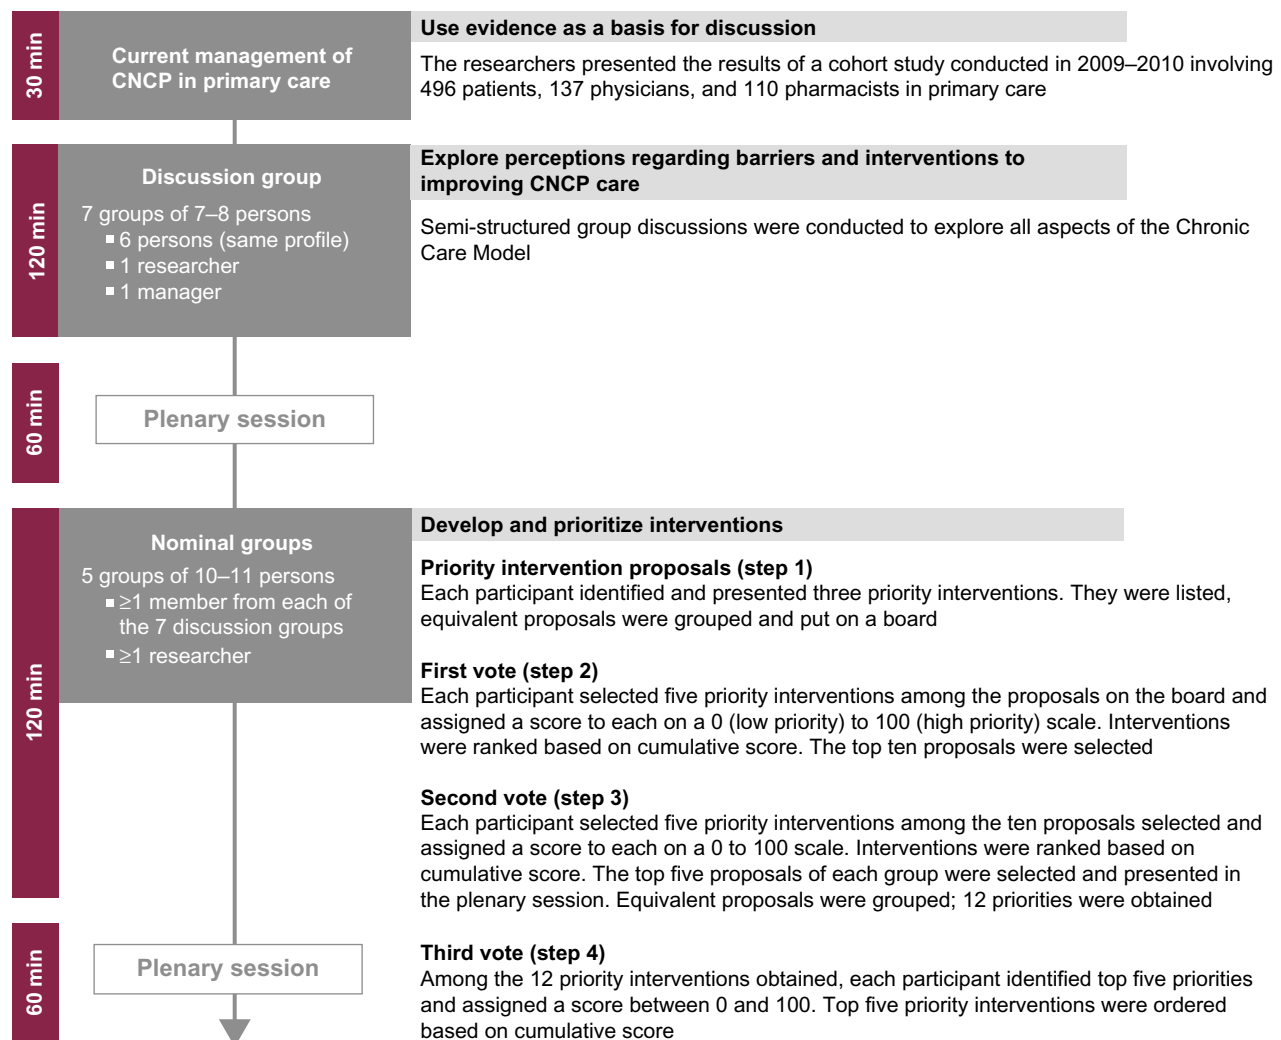 30 min
Current management of
CNCP in primary care
Use evidence as a basis for discussion
The researchers presented the results of a cohort study conducted in 2009–2010 involving
496 patients, 137 physicians, and 110 pharmacists in primary care
120 min
Discussion group
7 groups of 7–8 persons
▪ 6 persons (same profile)
▪ 1 researcher
▪ 1 manager
Explore perceptions regarding barriers and interventions to
improving CNCP care
Semi-structured group discussions were conducted to explore all aspects of the Chronic
Care Model
60 min
Plenary session
120 min
Nominal groups
5 groups of 10–11 persons
▪ ≥1 member from each of
the 7 discussion groups
▪ ≥1 researcher
Develop and prioritize interventions
Priority intervention proposals (step 1)
Each participant identified and presented three priority interventions. They were listed,
equivalent proposals were grouped and put on a board
First vote (step 2)
Each participant selected five priority interventions among the proposals on the board and
assigned a score to each on a 0 (low priority) to 100 (high priority) scale. Interventions
were ranked based on cumulative score. The top ten proposals were selected
Second vote (step 3)
Each participant selected five priority interventions among the ten proposals selected and
assigned a score to each on a 0 to 100 scale. Interventions were ranked based on
cumulative score. The top five proposals of each group were selected and presented in
the plenary session. Equivalent proposals were grouped; 12 priorities were obtained
60 min
Plenary session
Third vote (step 4)
Among the 12 priority interventions obtained, each participant identified top five priorities
and assigned a score between 0 and 100. Top five priority interventions were ordered
based on cumulative score